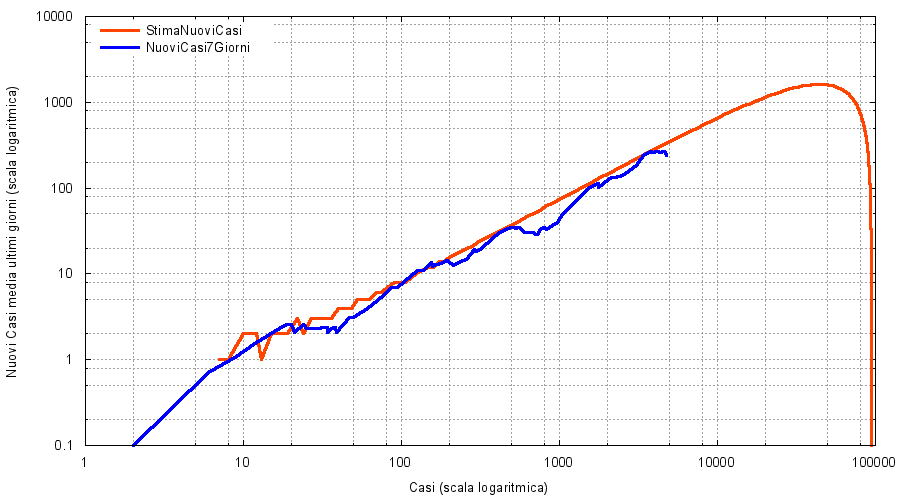 10000
StimaNuoviCasi
NuoviCasi7Giorni
1000
100
10
1
0.1
Nuovi Casi media ultimi giorni (scala logaritmica)
1 10 100 1000 10000 100000
Casi (scala logaritmica)